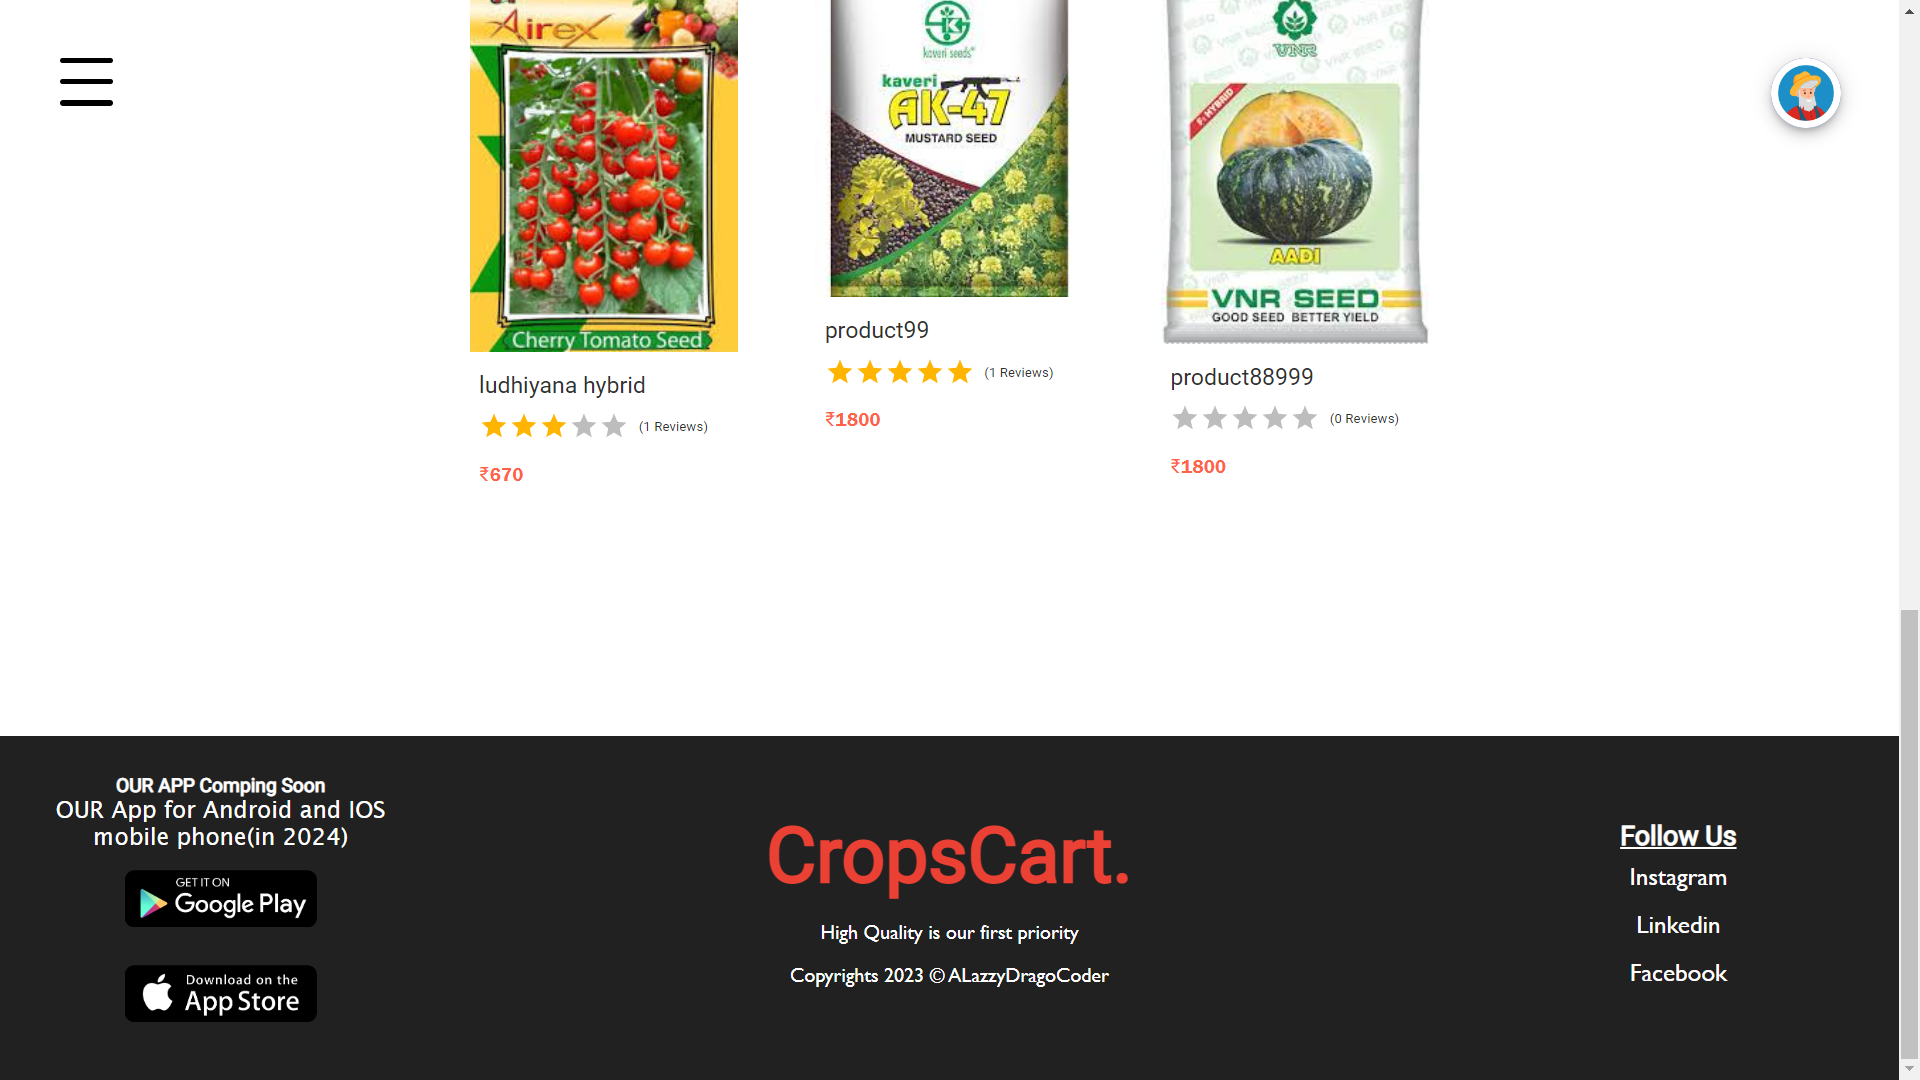 Airex
Cherry Tomato Seed
ludhiyana hybrid
(1 Reviews)
₹670
kaveri seeds
kaveri
AK-47
MUSTARD SEED
product99
(1 Reviews)
₹1800
VNR
F1 HYBRID
AADI
VNR SEED
GOOD SEED BETTER YIELD
product88999
(0 Reviews)
₹1800
OUR APP Comping Soon
OUR App for Android and IOS
mobile phone(in 2024)
GET IT ON
Google Play
Download on the
App Store
CropsCart.
High Quality is our first priority
Copyrights 2023 © ALazzyDragoCoder
Follow Us
Instagram
Linkedin
Facebook